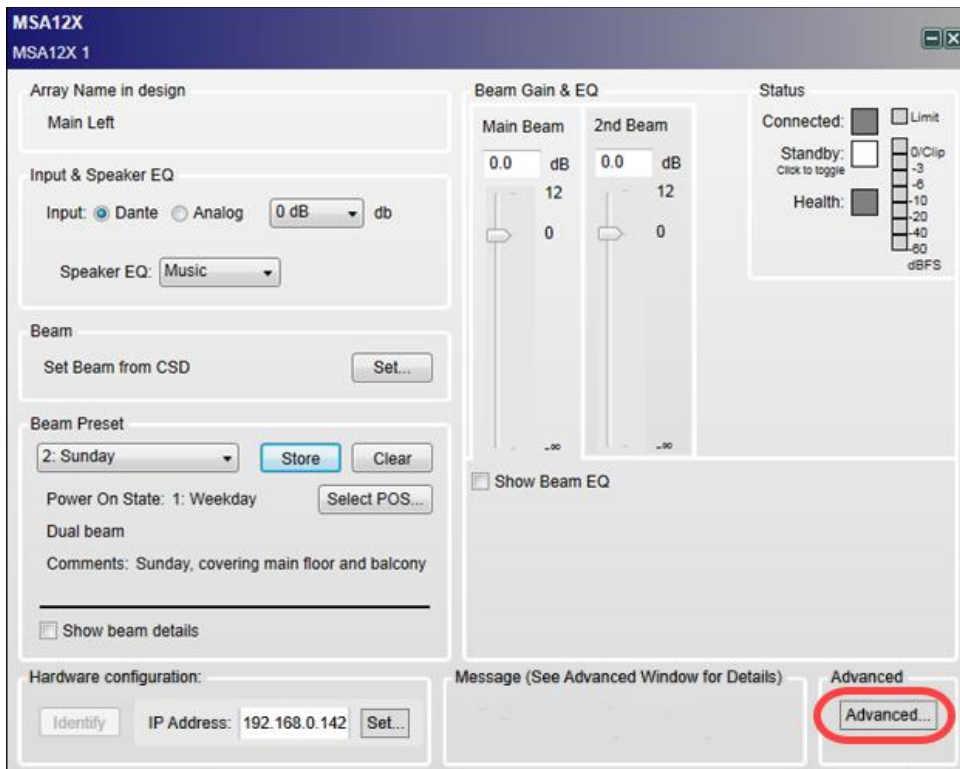 MSA12X
MSA12X 1
Array Name in design
Main Left
Input & Speaker EQ
Input: Dante Analog 0 dB db
Speaker EQ: Music
Beam
Set Beam from CSD Set...
Beam Preset
2: Sunday Store Clear
Power On State: 1: Weekday Select POS...
Dual beam
Comments: Sunday, covering main floor and balcony
Show beam details
Hardware configuration:
Identify IP Address: 192.168.0.142 Set...
Beam Gain & EQ
Main Beam 2nd Beam
0.0 dB 0.0 dB
12 12
0 0
-∞ -∞
Show Beam EQ
Status
Connected: Limit
Standby: 0/Clip
Click to toggle -3
-6
Health: -10
-20
-40
-60
dBFS
Message (See Advanced Window for Details)
Advanced
Advanced...